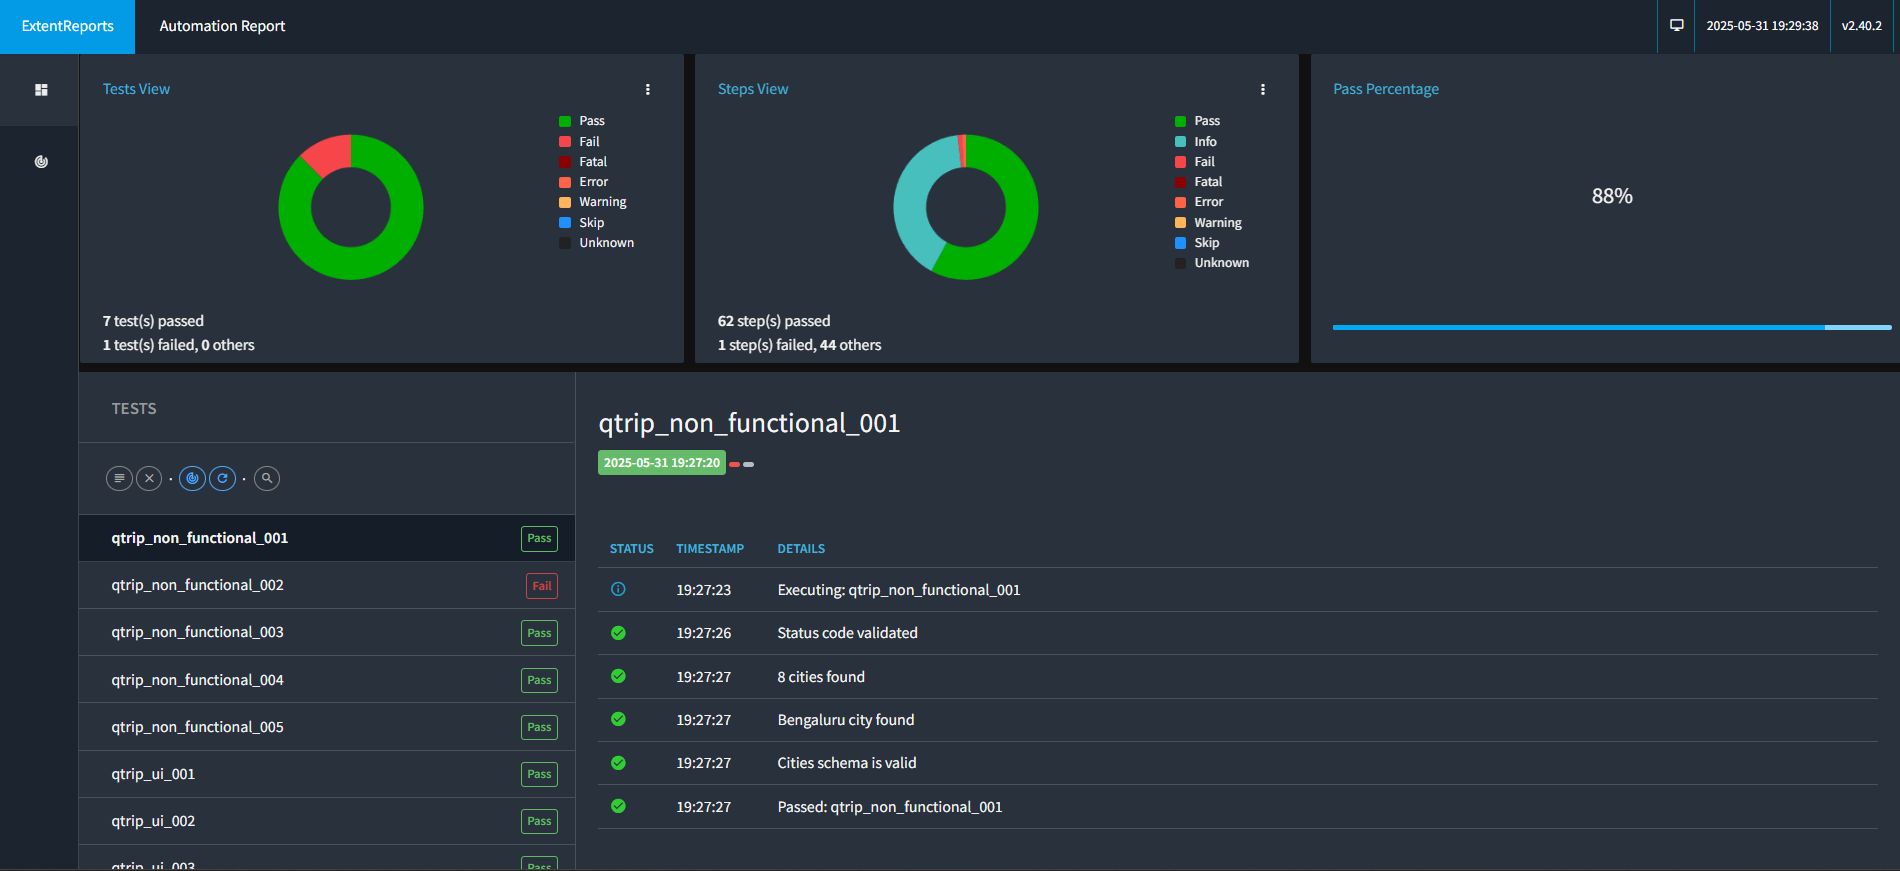 ExtentReports
Automation Report
2025-05-31 19:29:38
v2.40.2
Tests View
Pass
Fail
Fatal
Error
Warning
Skip
Unknown
7 test(s) passed
1 test(s) failed, 0 others
Steps View
Pass
Info
Fail
Fatal
Error
Warning
Skip
Unknown
62 step(s) passed
1 step(s) failed, 44 others
Pass Percentage
88%
TESTS
qtrip_non_functional_001 Pass
qtrip_non_functional_002 Fail
qtrip_non_functional_003 Pass
qtrip_non_functional_004 Pass
qtrip_non_functional_005 Pass
qtrip_ui_001 Pass
qtrip_ui_002 Pass
qtrip_ui_003 Pass
qtrip_non_functional_001
2025-05-31 19:27:20
STATUS TIMESTAMP DETAILS
19:27:23 Executing: qtrip_non_functional_001
19:27:26 Status code validated
19:27:27 8 cities found
19:27:27 Bengaluru city found
19:27:27 Cities schema is valid
19:27:27 Passed: qtrip_non_functional_001